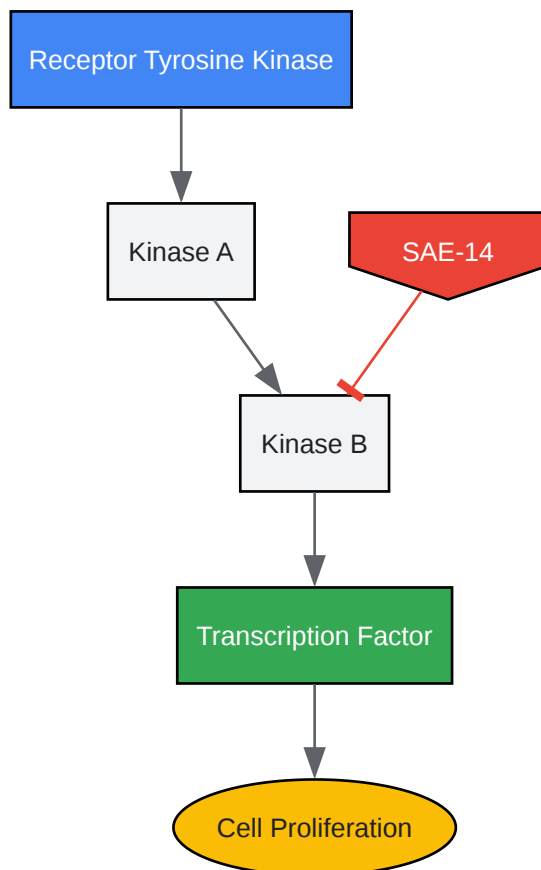 Receptor Tyrosine Kinase
Kinase A
SAE-14
Kinase B
Transcription Factor
Cell Proliferation